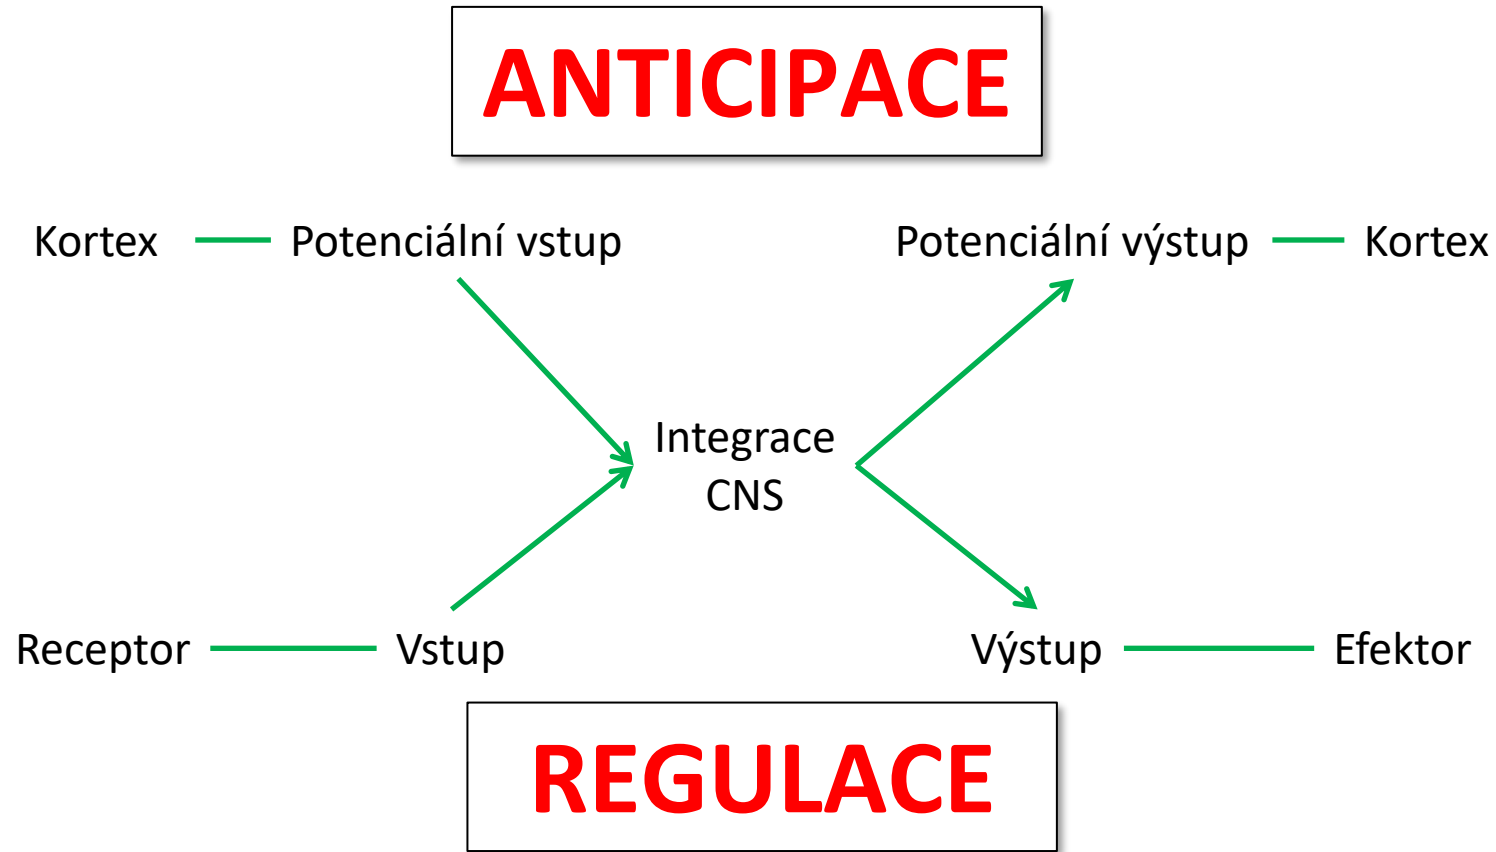 ANTICIPACE
Kortex Potenciální vstup Potenciální výstup Kortex
Integrace
CNS
Receptor Vstup Výstup Efektor
REGULACE